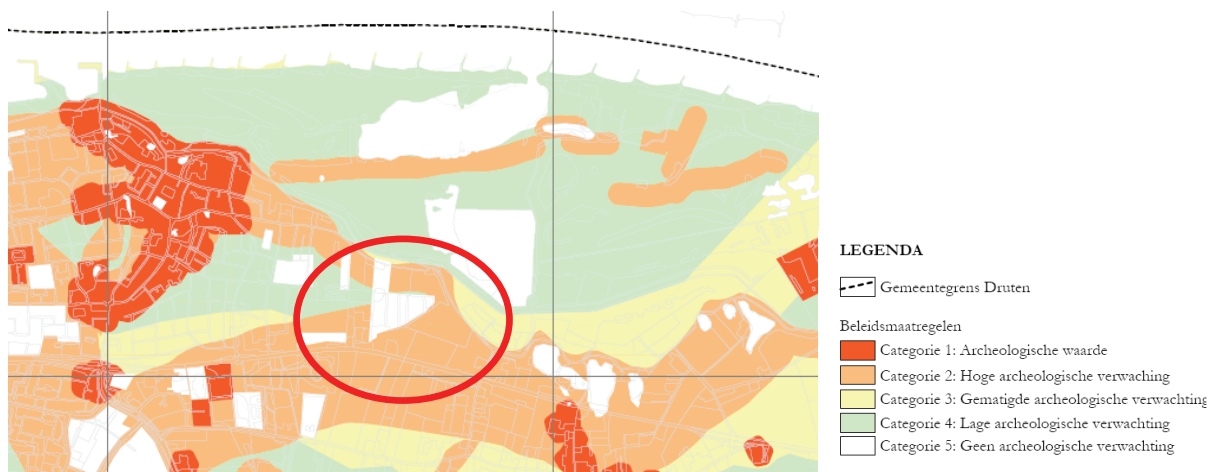 LEGENDA
Gemeentegrens Druten
Beleidsmaatregelen
Categorie 1: Archeologische waarde
Categorie 2: Hoge archeologische verwaching
Categorie 3: Gematigde archeologische verwachting
Categorie 4: Lage archeologische verwachting
Categorie 5: Geen archeologische verwachting